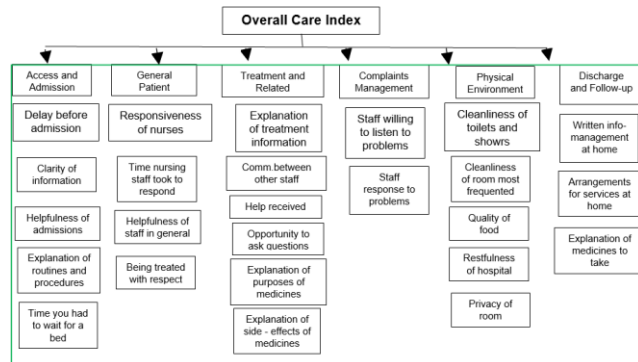 Overall Care Index
Access and
Admission
Delay before
admission
Clarity of
information
Helpfulness of
admissions
Explanation of
routines and
procedures
Time you had
to wait for a
bed
General
Patient
Responsiveness
of nurses
Time nursing
staff took to
respond
Helpfulness of
staff in general
Being treated
with respect
Treatment and
Related
Explanation
of treatment
information
Comm.between
other staff
Help received
Opportunity to
ask questions
Explanation of
purposes of
medicines
Explanation of
side - effects of
medicines
Complaints
Management
Staff willing
to listen to
problems
Staff
response to
problems
Physical
Environment
Cleanliness of
toilets and
showrs
Cleanliness
of room most
frequented
Quality of
food
Restfulness of
hospital
Privacy of
room
Discharge
and Follow-up
Written info-
management
at home
Arrangements
for services at
home
Explanation of
medicines to
take